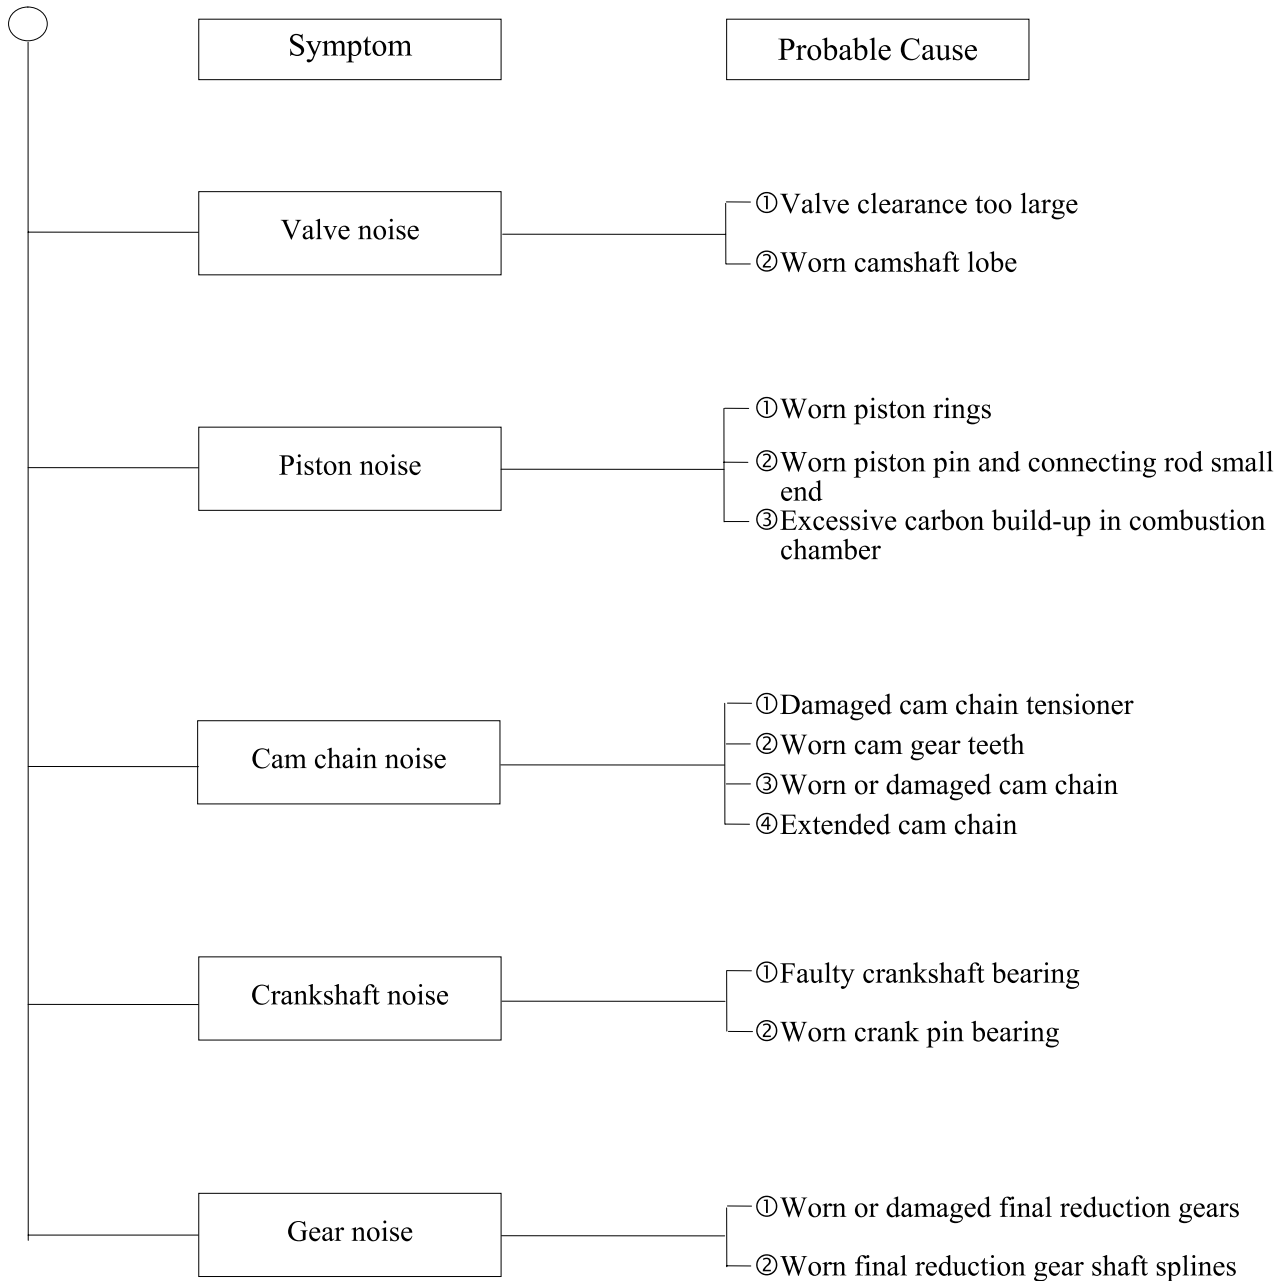 Symptom
Probable Cause
Valve noise
①Valve clearance too large
②Worn camshaft lobe
Piston noise
①Worn piston rings
②Worn piston pin and connecting rod small
end
③Excessive carbon build-up in combustion
chamber
Cam chain noise
①Damaged cam chain tensioner
②Worn cam gear teeth
③Worn or damaged cam chain
④Extended cam chain
Crankshaft noise
①Faulty crankshaft bearing
②Worn crank pin bearing
Gear noise
①Worn or damaged final reduction gears
②Worn final reduction gear shaft splines